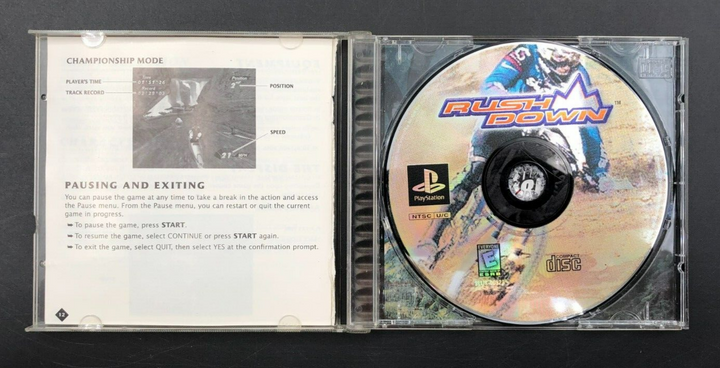 CHAMPIONSHIP MODE
PLAYER'S TIME
TRACK RECORD
POSITION
SPEED
PAUSING AND EXITING
You can pause the game at any time to take a break in the action and access
the Pause menu. From the Pause menu, you can restart or quit the current
game in progress.
➡ To pause the game, press START.
➡ To resume the game, select CONTINUE or press START again.
➡ To exit the game, select QUIT, then select YES at the confirmation prompt.
12
RUSH
DOWN
TM
PlayStation
NTSC U/C
EVERYONE
E
ESRB
COMPACT
disc